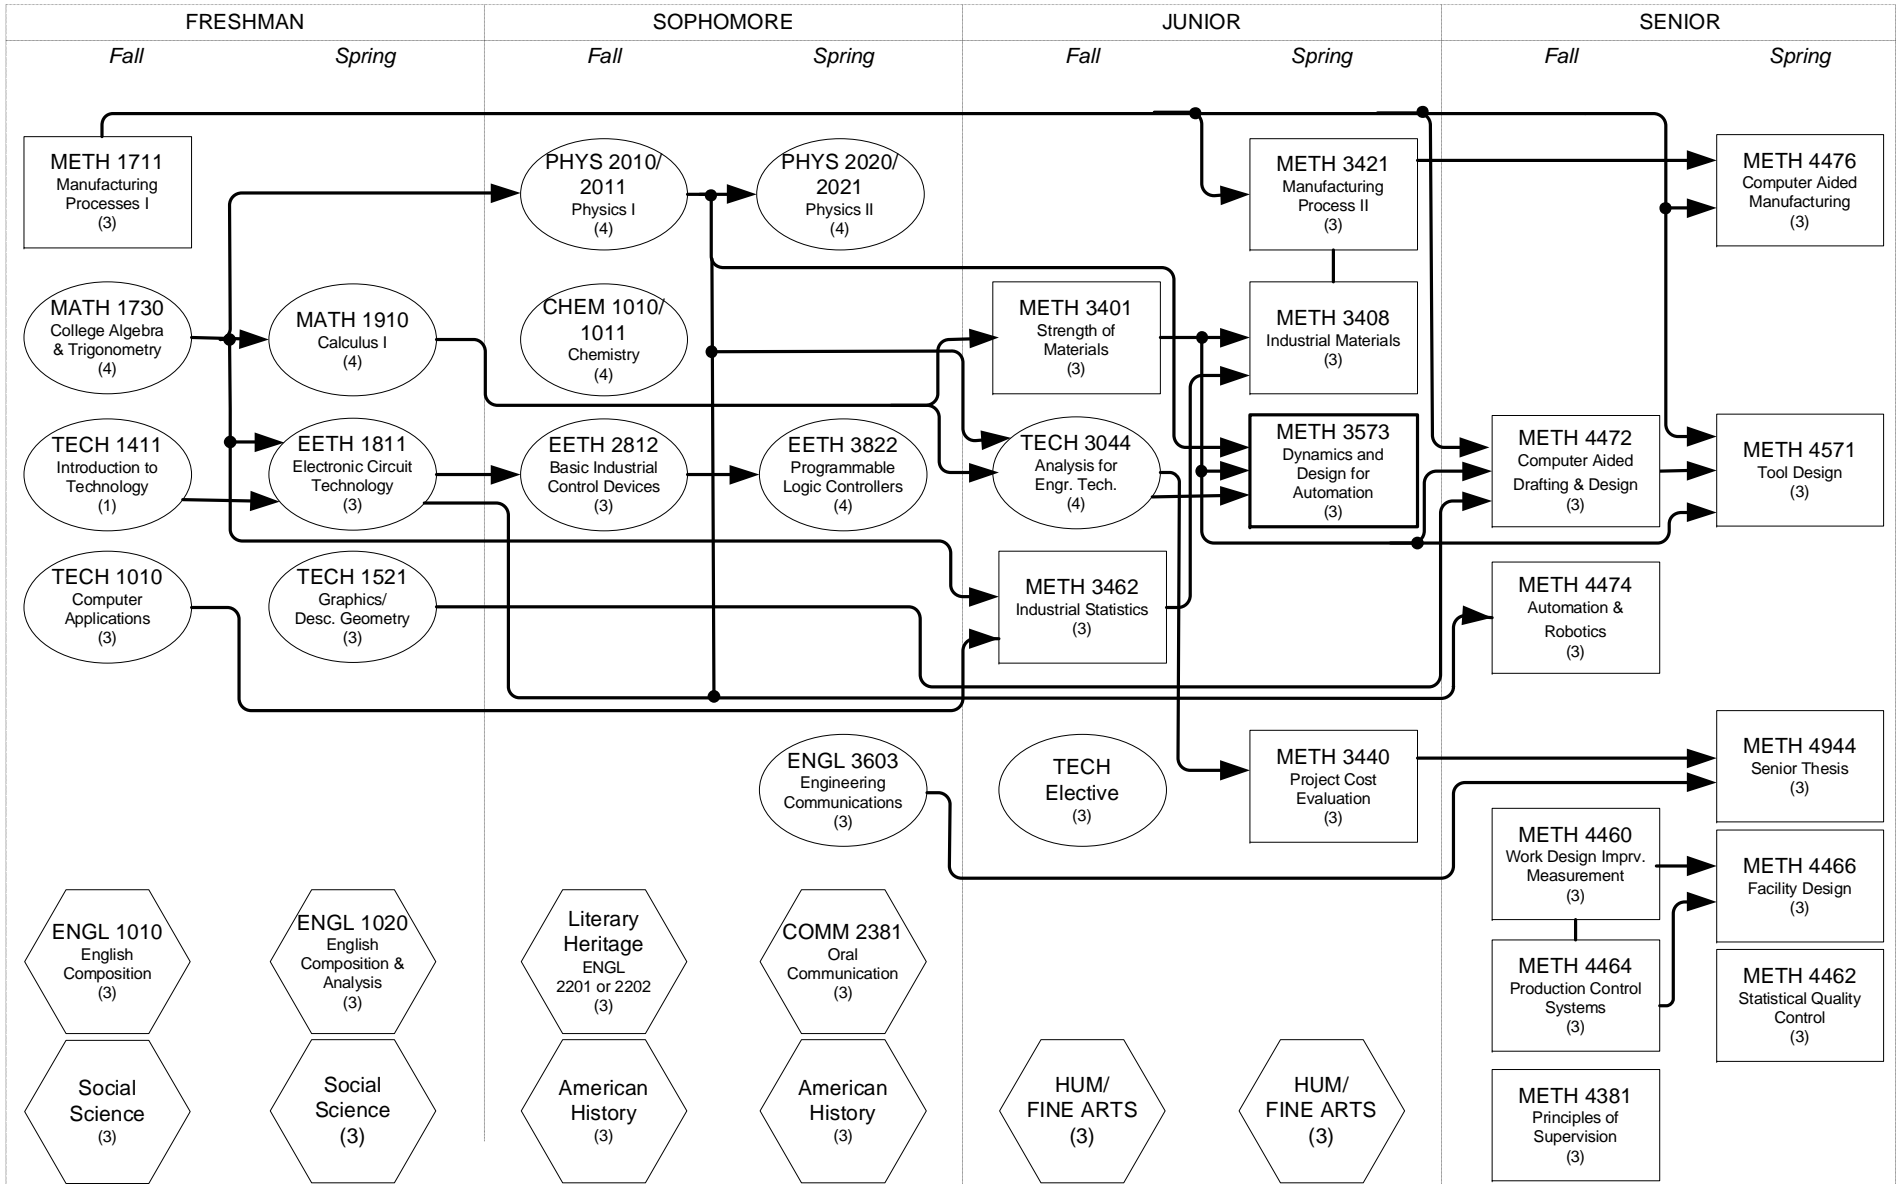 FRESHMAN
SOPHOMORE
JUNIOR
SENIOR
Fall
Spring
Fall
Spring
Fall
Spring
Fall
Spring
METH 1711
Manufacturing
Processes I
(3)
MATH 1730
College Algebra
& Trigonometry
(4)
TECH 1411
Introduction to
Technology
(1)
TECH 1010
Computer
Applications
(3)
ENGL 1010
English
Composition
(3)
Social
Science
(3)
MATH 1910
Calculus I
(4)
EETH 1811
Electronic Circuit
Technology
(3)
TECH 1521
Graphics/
Desc. Geometry
(3)
ENGL 1020
English
Composition &
Analysis
(3)
Social
Science
(3)
PHYS 2010/
2011
Physics I
(4)
CHEM 1010/
1011
Chemistry
(4)
EETH 2812
Basic Industrial
Control Devices
(3)
Literary
Heritage
ENGL
2201 or 2202
(3)
American
History
(3)
PHYS 2020/
2021
Physics II
(4)
EETH 3822
Programmable
Logic Controllers
(4)
ENGL 3603
Engineering
Communications
(3)
COMM 2381
Oral
Communication
(3)
American
History
(3)
METH 3401
Strength of
Materials
(3)
TECH 3044
Analysis for
Engr. Tech.
(4)
METH 3462
Industrial Statistics
(3)
TECH
Elective
(3)
HUM/
FINE ARTS
(3)
METH 3421
Manufacturing
Process II
(3)
METH 3408
Industrial Materials
(3)
METH 3573
Dynamics and
Design for
Automation
(3)
METH 3440
Project Cost
Evaluation
(3)
HUM/
FINE ARTS
(3)
METH 4472
Computer Aided
Drafting & Design
(3)
METH 4474
Automation &
Robotics
(3)
METH 4460
Work Design Imprv.
Measurement
(3)
METH 4464
Production Control
Systems
(3)
METH 4381
Principles of
Supervision
(3)
METH 4476
Computer Aided
Manufacturing
(3)
METH 4571
Tool Design
(3)
METH 4944
Senior Thesis
(3)
METH 4466
Facility Design
(3)
METH 4462
Statistical Quality
Control
(3)